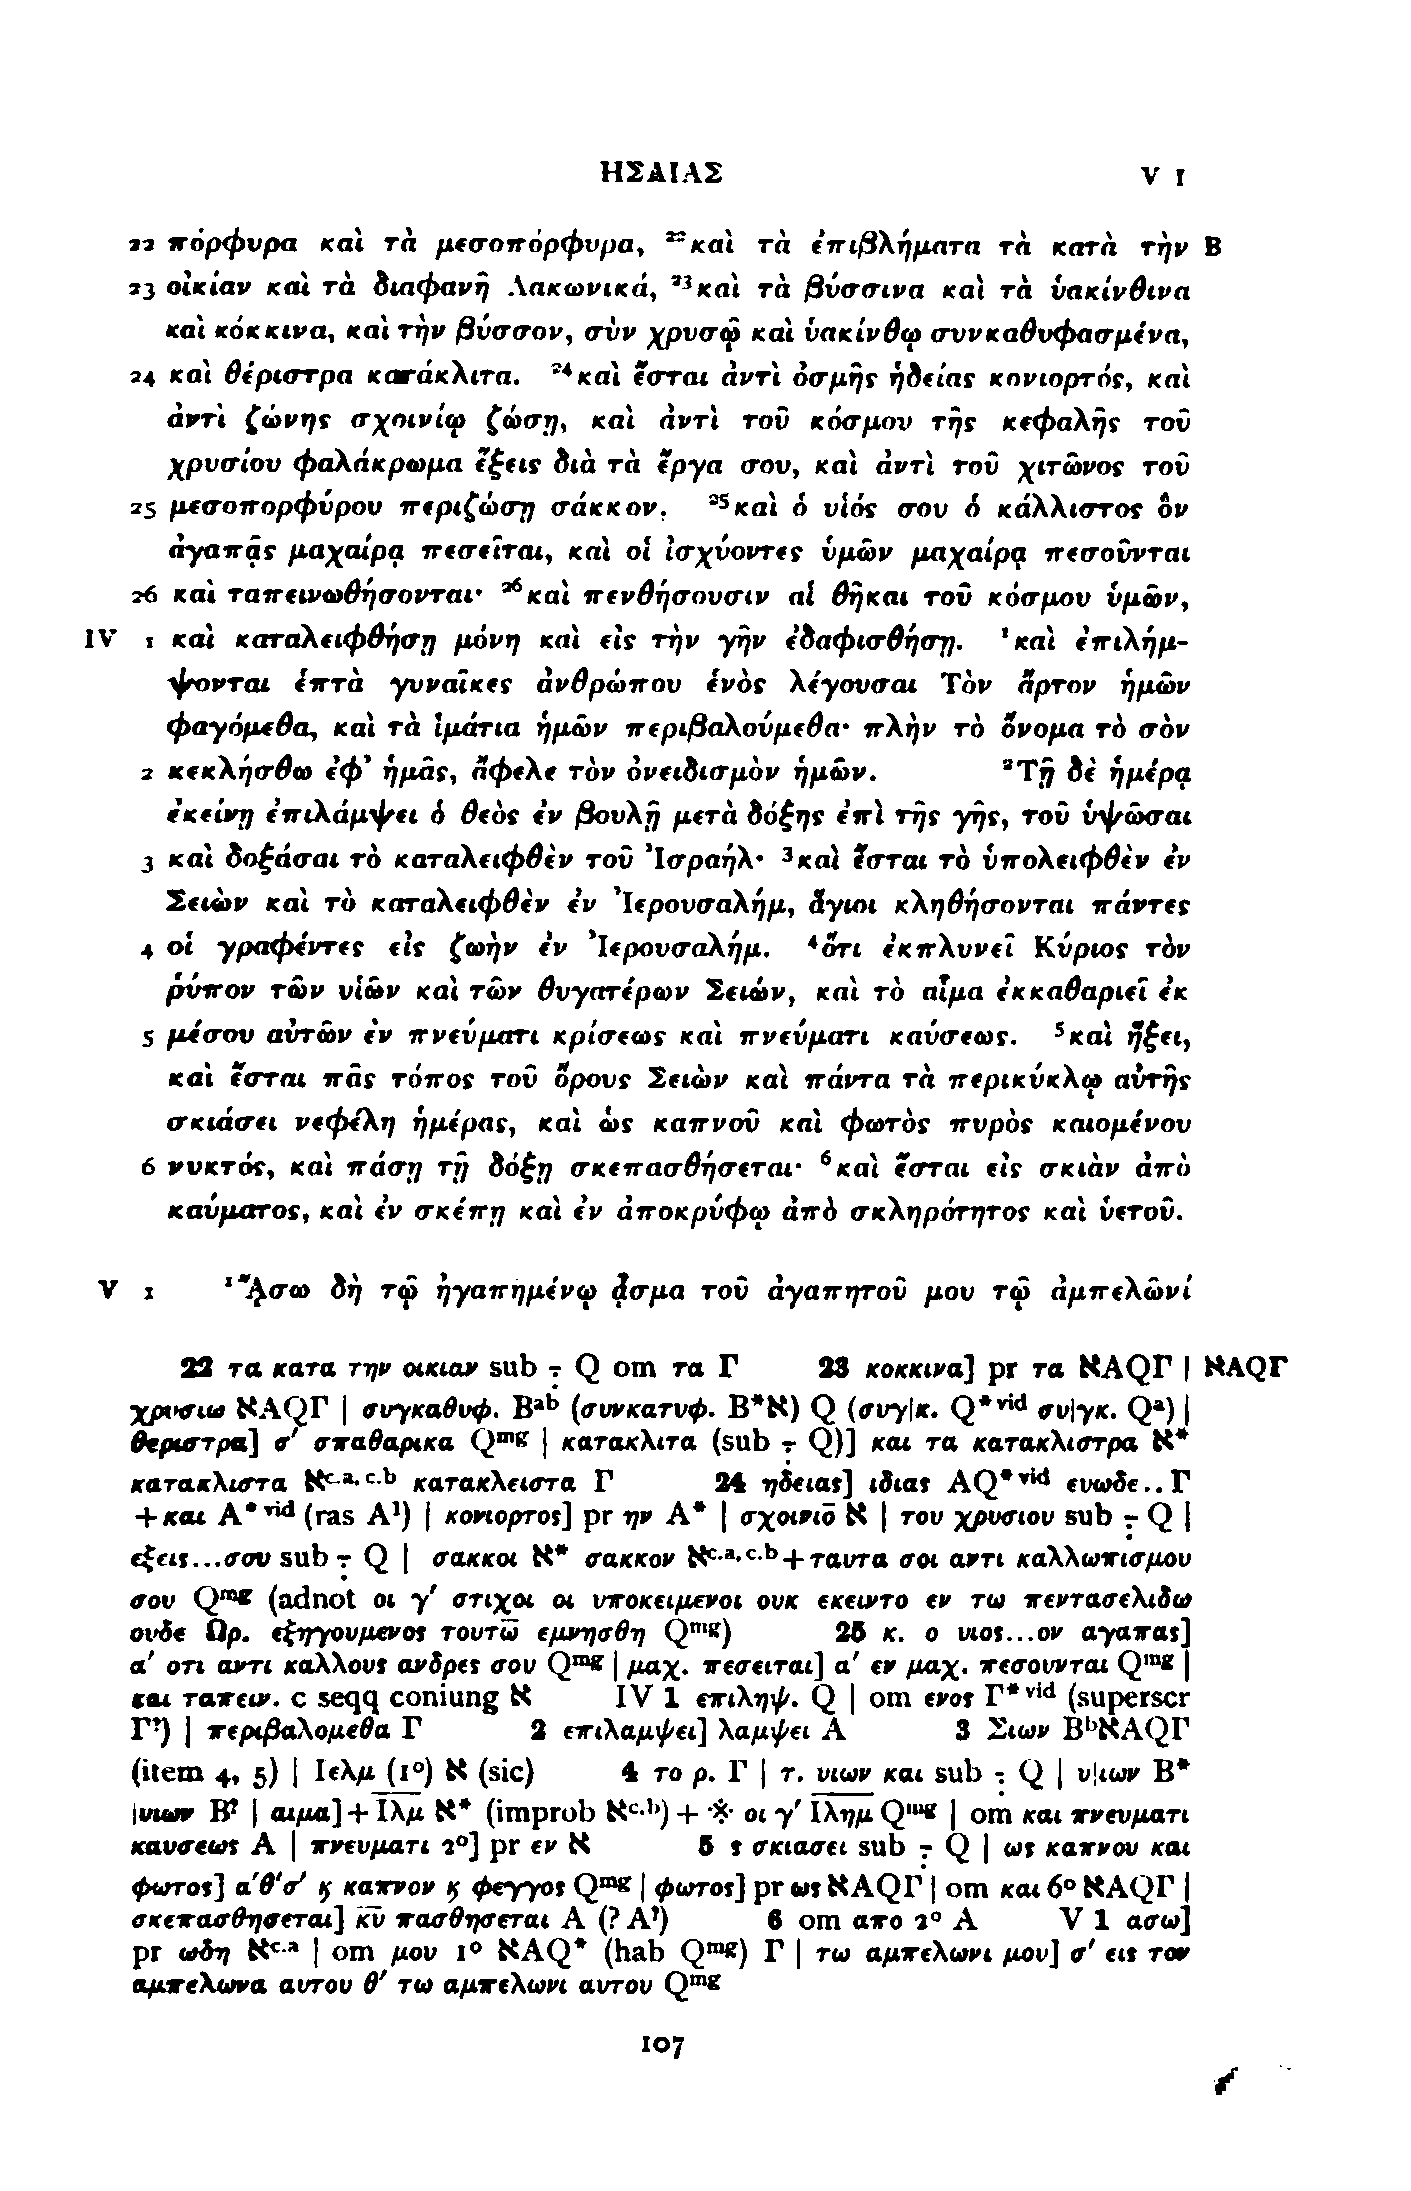 ΗΣΑΙΑΣ V 1
22 πόρφυρα καὶ τὰ μεσοπόρφυρα, ²²καὶ τὰ ἐπιβλήματα τὰ κατὰ τὴν B
23 οἰκίαν καὶ τὰ διαφανῆ Λακωνικά, ²³καὶ τὰ βύσσινα καὶ τὰ ὑακίνθινα
καὶ κόκκινα, καὶ τὴν βύσσον, σὺν χρυσῷ καὶ ὑακίνθῳ συνκαθυφασμένα,
24 καὶ θέριστρα κατάκλιτα. ²⁴καὶ ἔσται ἀντὶ ὀσμῆς ἡδείας κονιορτός, καὶ
ἀντὶ ζώνης σχοινίῳ ζώσῃ, καὶ ἀντὶ τοῦ κόσμου τῆς κεφαλῆς τοῦ
χρυσίου φαλάκρωμα ἕξεις διὰ τὰ ἔργα σου, καὶ ἀντὶ τοῦ χιτῶνος τοῦ
25 μεσοπορφύρου περιζώσῃ σάκκον. ²⁵καὶ ὁ υἱός σου ὁ κάλλιστος ὃν
ἀγαπᾷς μαχαίρᾳ πεσεῖται, καὶ οἱ ἰσχύοντες ὑμῶν μαχαίρᾳ πεσοῦνται
26 καὶ ταπεινωθήσονται· ²⁶καὶ πενθήσουσιν αἱ θῆκαι τοῦ κόσμου ὑμῶν,
IV 1 καὶ καταλειφθήσῃ μόνη καὶ εἰς τὴν γῆν ἐδαφισθήσῃ. ¹καὶ ἐπιλήμ-
ψονται ἑπτὰ γυναῖκες ἀνθρώπου ἑνὸς λέγουσαι Τὸν ἄρτον ἡμῶν
φαγόμεθα, καὶ τὰ ἱμάτια ἡμῶν περιβαλούμεθα· πλὴν τὸ ὄνομα τὸ σὸν
2 κεκλήσθω ἐφ' ἡμᾶς, ἄφελε τὸν ὀνειδισμὸν ἡμῶν. ²Τῇ δὲ ἡμέρᾳ
ἐκείνῃ ἐπιλάμψει ὁ θεὸς ἐν βουλῇ μετὰ δόξης ἐπὶ τῆς γῆς, τοῦ ὑψῶσαι
3 καὶ δοξάσαι τὸ καταλειφθὲν τοῦ Ἰσραήλ· ³καὶ ἔσται τὸ ὑπολειφθὲν ἐν
Σειὼν καὶ τὸ καταλειφθὲν ἐν Ἰερουσαλήμ, ἅγιοι κληθήσονται πάντες
4 οἱ γραφέντες εἰς ζωὴν ἐν Ἰερουσαλήμ. ⁴ὅτι ἐκπλυνεῖ Κύριος τὸν
ῥύπον τῶν υἱῶν καὶ τῶν θυγατέρων Σειών, καὶ τὸ αἷμα ἐκκαθαριεῖ ἐκ
5 μέσου αὐτῶν ἐν πνεύματι κρίσεως καὶ πνεύματι καύσεως. ⁵καὶ ἥξει,
καὶ ἔσται πᾶς τόπος τοῦ ὄρους Σειὼν καὶ πάντα τὰ περικύκλῳ αὐτῆς
σκιάσει νεφέλη ἡμέρας, καὶ ὡς καπνοῦ καὶ φωτὸς πυρὸς καιομένου
6 νυκτός, καὶ πάσῃ τῇ δόξῃ σκεπασθήσεται· ⁶καὶ ἔσται εἰς σκιὰν ἀπὸ
καύματος, καὶ ἐν σκέπῃ καὶ ἐν ἀποκρύφῳ ἀπὸ σκληρότητος καὶ ὑετοῦ.
V 1 ¹Ἄισω δὴ τῷ ἠγαπημένῳ ᾆσμα τοῦ ἀγαπητοῦ μου τῷ ἀμπελῶνί
22 τα κατα την οικιαν sub ⁒ Q om τα Γ 23 κοκκινα] pr τα ℵAQΓ | ℵAQΓ
χρυσιω ℵAQΓ | συγκαθυφ. Bᵃᵇ (συνκατυφ. B*ℵ) Q (συγ|κ. Q*ᵛⁱᵈ συ|γκ. Qᵃ) |
θεριστρα] σ′ σπαθαρικα Qᵐᵍ | κατακλιτα (sub ⁒ Q)] και τα κατακλιστρα ℵ*
κατακλιστα ℵᶜ·ᵃ·ᶜ·ᵇ κατακλειστα Γ 24 ηδειας] ιδιας AQ*ᵛⁱᵈ ευωδε.. Γ
+και A*ᵛⁱᵈ (ras A¹) | κονιορτος] pr ην A* | σχοινιο̄ ℵ | του χρυσιου sub ⁒ Q |
εξεις...σου sub ⁒ Q | σακκοι ℵ* σακκον ℵᶜ·ᵃ·ᶜ·ᵇ+ταυτα σοι αντι καλλωπισμου
σου Qᵐᵍ (adnot οι γ′ στιχοι οι υποκειμενοι ουκ εκειντο εν τω πεντασελιδω
ουδε Ωρ. εξηγουμενος τουτω̄ εμνησθη Qᵐᵍ) 25 κ. ο υιος...ον αγαπας]
α′ οτι αντι καλλους ανδρες σου Qᵐᵍ | μαχ. πεσειται] α′ εν μαχ. πεσουνται Qᵐᵍ |
και ταπειν. c seqq coniung ℵ IV 1 επιληψ. Q | om ενος Γ*ᵛⁱᵈ (superscr
Γ?) | περιβαλομεθα Γ 2 επιλαμψει] λαμψει A 3 Σιων BᵇℵAQΓ
(item 4, 5) | Ιελμ (1°) ℵ (sic) 4 το ρ. Γ | τ. υιων και sub ⁒ Q | υ|ιων B*
|υιων B? | αιμα]+Ιλμ ℵ* (improb ℵᶜ·ᵇ)+ ※ οι γ′ Ιλημ Qᵐᵍ | om και πνευματι
καυσεως A | πνευματι 2°] pr εν ℵ 5 ς σκιασει sub ⁒ Q | ως καπνου και
φωτος] α′θ′σ′ ϗ καπνον ϗ φεγγος Qᵐᵍ | φωτος] pr ως ℵAQΓ | om και 6° ℵAQΓ |
σκεπασθησεται] κ̅υ̅ πασθησεται A (? A?) 6 om απο 2° A V 1 ασω]
pr ωδη ℵᶜ·ᵃ | om μου 1° ℵAQ* (hab Qᵐᵍ) Γ | τω αμπελωνι μου] σ′ εις τον
αμπελωνα αυτου θ′ τω αμπελωνι αυτου Qᵐᵍ
107